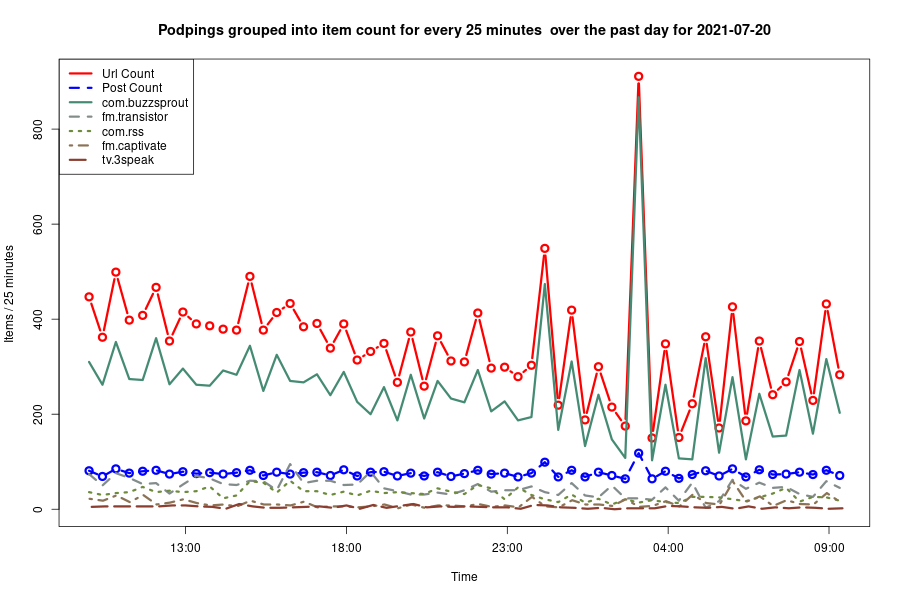 Podpings grouped into item count for every 25 minutes  over the past day for 2021-07-20
Url Count
Post Count
com.buzzsprout
fm.transistor
com.rss
fm.captivate
tv.3speak
Items / 25 minutes
800
600
400
200
0
13:00
18:00
23:00
04:00
09:00
Time